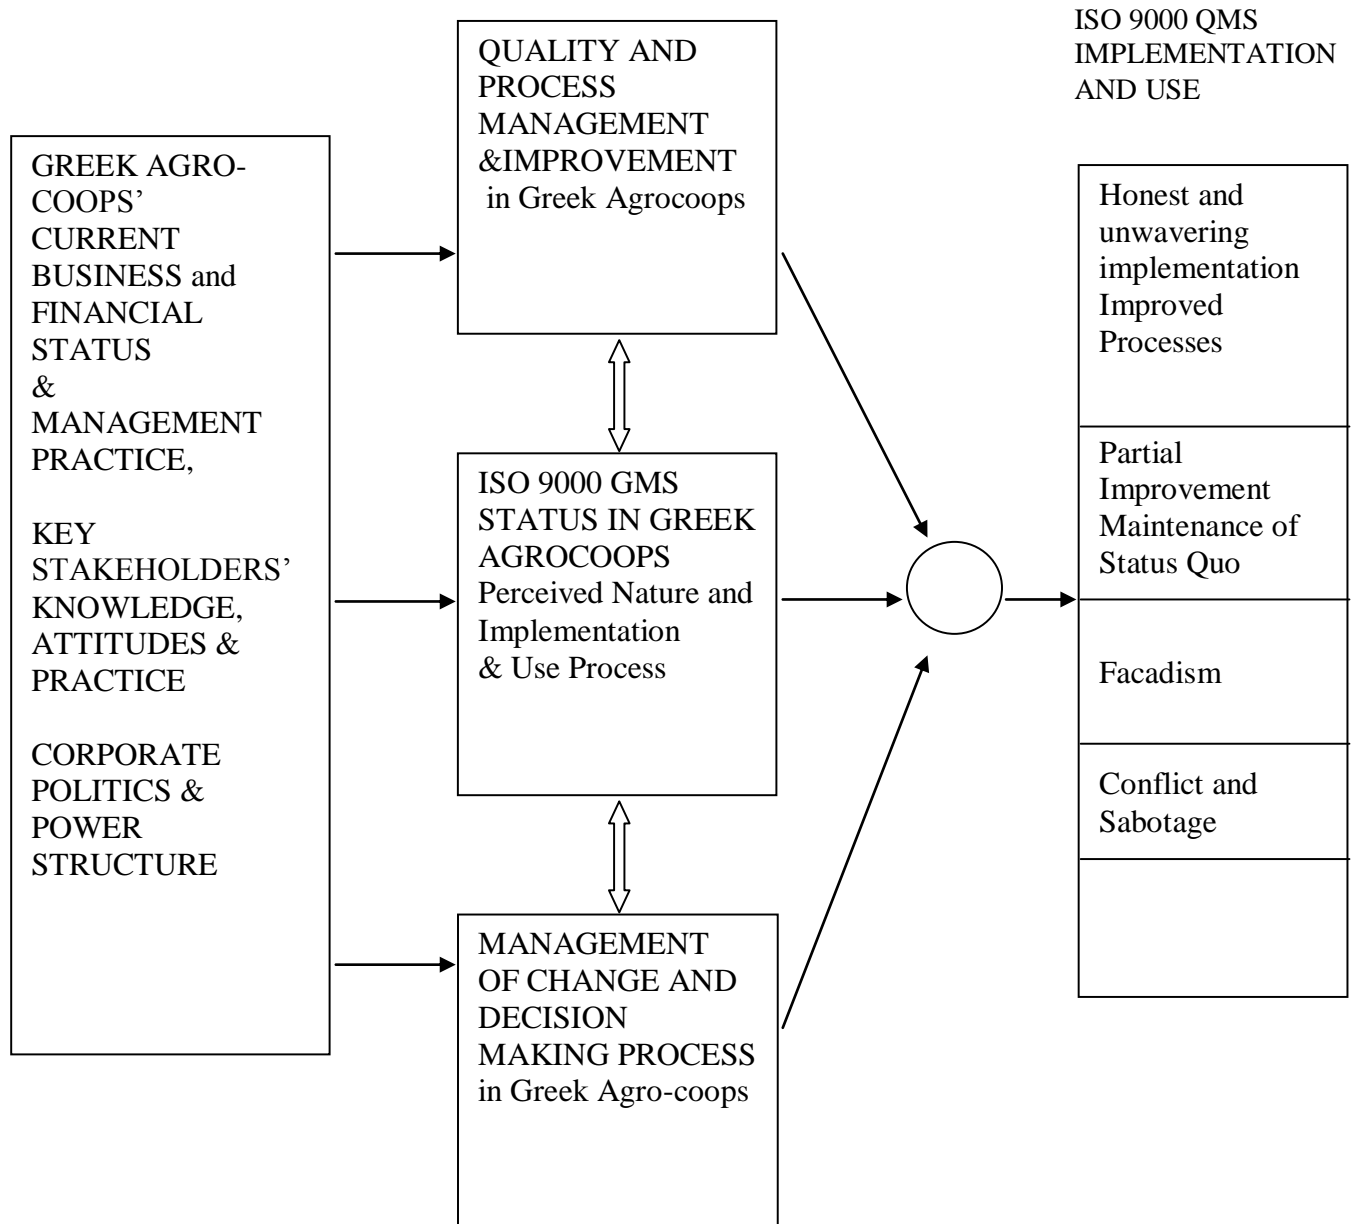 GREEK AGRO-
COOPS’
CURRENT
BUSINESS and
FINANCIAL
STATUS
&
MANAGEMENT
PRACTICE,
KEY
STAKEHOLDERS’
KNOWLEDGE,
ATTITUDES &
PRACTICE
CORPORATE
POLITICS &
POWER
STRUCTURE
QUALITY AND
PROCESS
MANAGEMENT
&IMPROVEMENT
in Greek Agrocoops
ISO 9000 GMS
STATUS IN GREEK
AGROCOOPS
Perceived Nature and
Implementation
& Use Process
MANAGEMENT
OF CHANGE AND
DECISION
MAKING PROCESS
in Greek Agro-coops
ISO 9000 QMS
IMPLEMENTATION
AND USE
Honest and
unwavering
implementation
Improved
Processes
Partial
Improvement
Maintenance of
Status Quo
Facadism
Conflict and
Sabotage